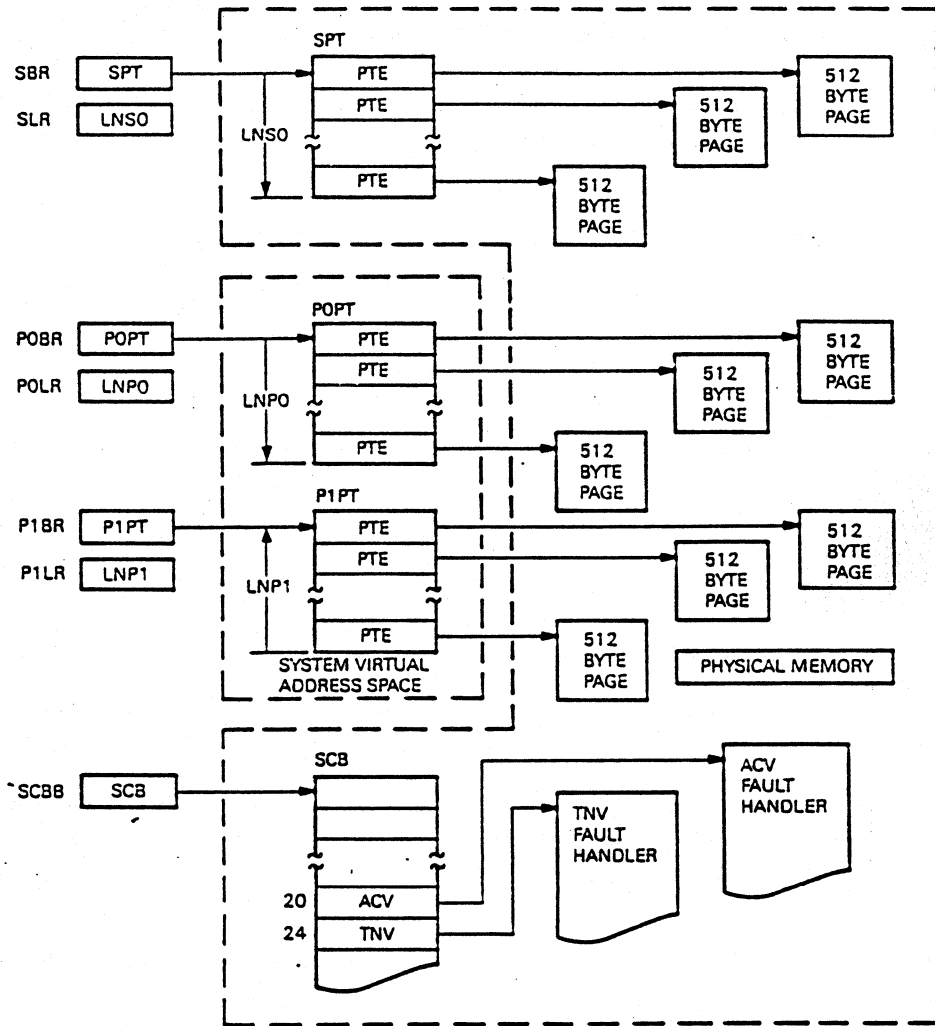 SPT
SBR
SPT
PTE
512
BYTE
PAGE
SLR
LNS0
PTE
512
BYTE
PAGE
LNS0
PTE
512
BYTE
PAGE
P0PT
P0BR
P0PT
PTE
512
BYTE
PAGE
P0LR
LNP0
PTE
512
BYTE
PAGE
LNP0
PTE
512
BYTE
PAGE
P1PT
P1BR
P1PT
PTE
512
BYTE
PAGE
P1LR
LNP1
PTE
512
BYTE
PAGE
LNP1
PTE
512
BYTE
PAGE
SYSTEM VIRTUAL
ADDRESS SPACE
PHYSICAL MEMORY
SCB
SCBB
SCB
ACV
FAULT
HANDLER
TNV
FAULT
HANDLER
20
ACV
24
TNV